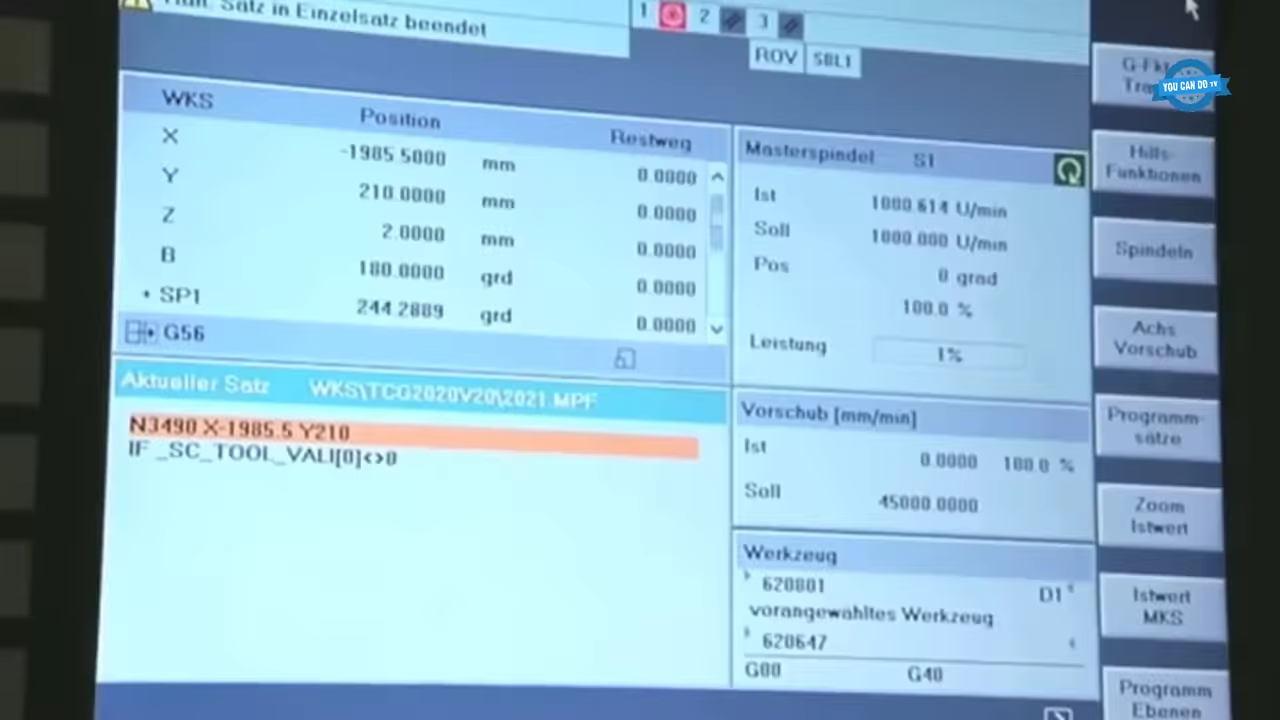 Satz in Einzelsatz beendet
1 2 3
ROV SBL1
WKS Position Restweg
X -1985.5000 mm 0.0000
Y 210.0000 mm 0.0000
Z 2.0000 mm 0.0000
B 180.0000 grd 0.0000
SP1 244.2889 grd 0.0000
G56
Masterspindel S1
Ist 1000.614 U/min
Soll 1000.000 U/min
Pos 0 grad
100.0 %
Leistung 1%
Aktueller Satz WKS\TCG2020V20\2021.MPF
N3490 X-1985.5 Y210
IF _SC_TOOL_VALI[0]<>0
Vorschub [mm/min]
Ist 0.0000 100.0 %
Soll 45000.0000
Werkzeug
620801 D1
vorangewähltes Werkzeug
620647
G00 G40
YOU CAN DO TV
Hilfs-
Funktionen
Spindeln
Achs
Vorschub
Programm-
sätze
Zoom
Istwert
Istwert
MKS
Programm
Ebenen